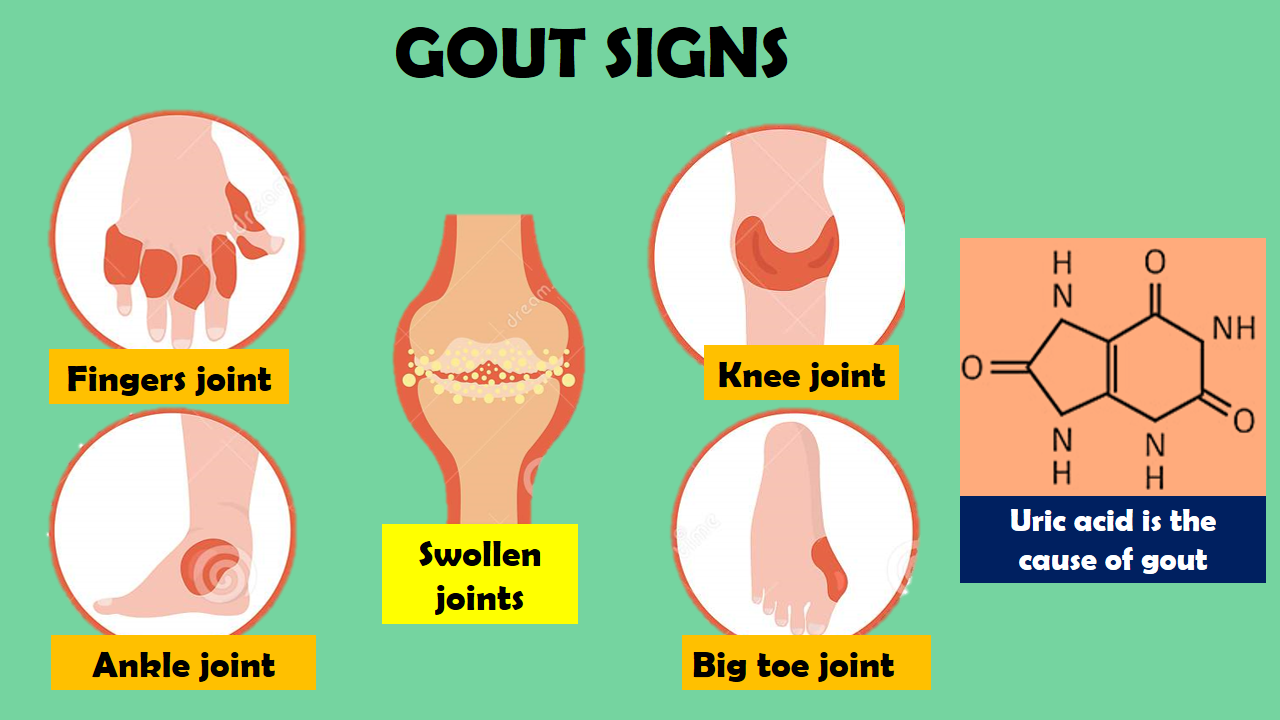 GOUT SIGNS
Fingers joint
Knee joint
Swollen
joints
Ankle joint
Big toe joint
H
N
O
NH
O
O
N
H
N
H
Uric acid is the
cause of gout